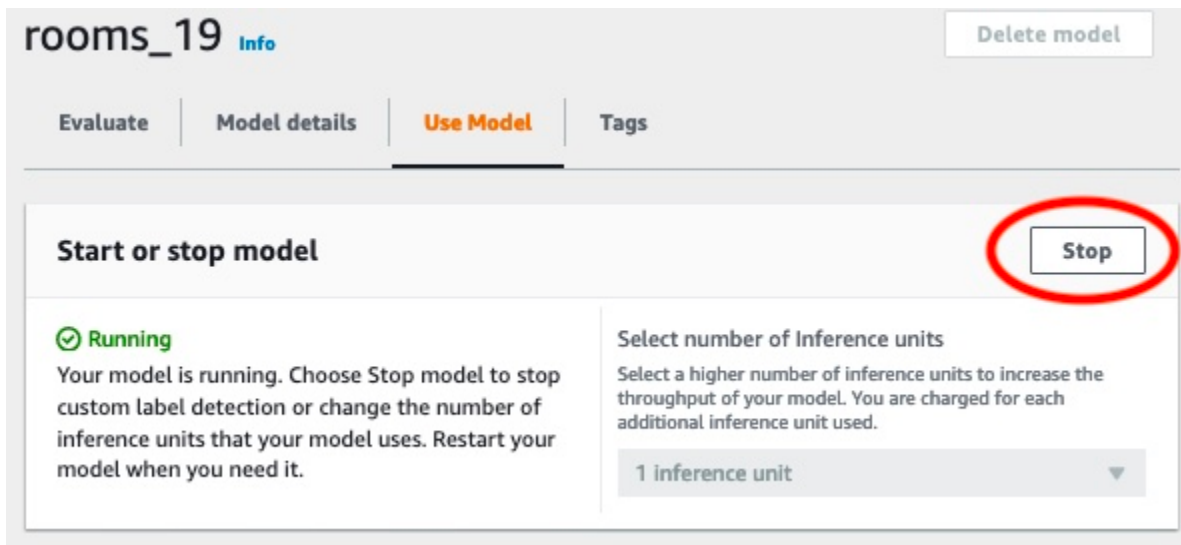 rooms_19 Info
Delete model
Evaluate
Model details
Use Model
Tags
Start or stop model
Stop
Running
Your model is running. Choose Stop model to stop
custom label detection or change the number of
inference units that your model uses. Restart your
model when you need it.
Select number of Inference units
Select a higher number of inference units to increase the
throughput of your model. You are charged for each
additional inference unit used.
1 inference unit